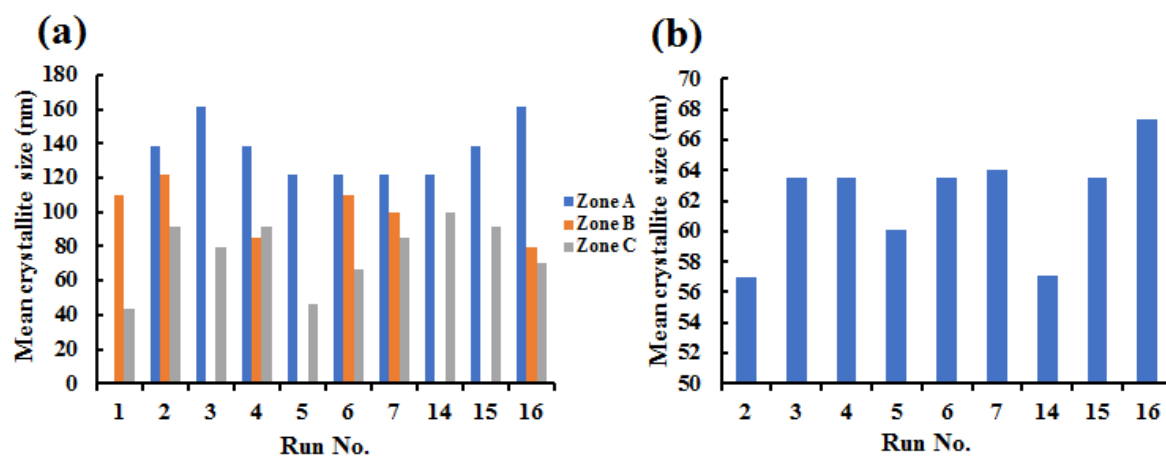 (a)
Mean crystallite size (nm)
180
160
140
120
100
80
60
40
20
0
1 2 3 4 5 6 7 14 15 16
Run No.
Zone A
Zone B
Zone C
(b)
Mean crystallite size (nm)
70
68
66
64
62
60
58
56
54
52
50
2 3 4 5 6 7 14 15 16
Run No.